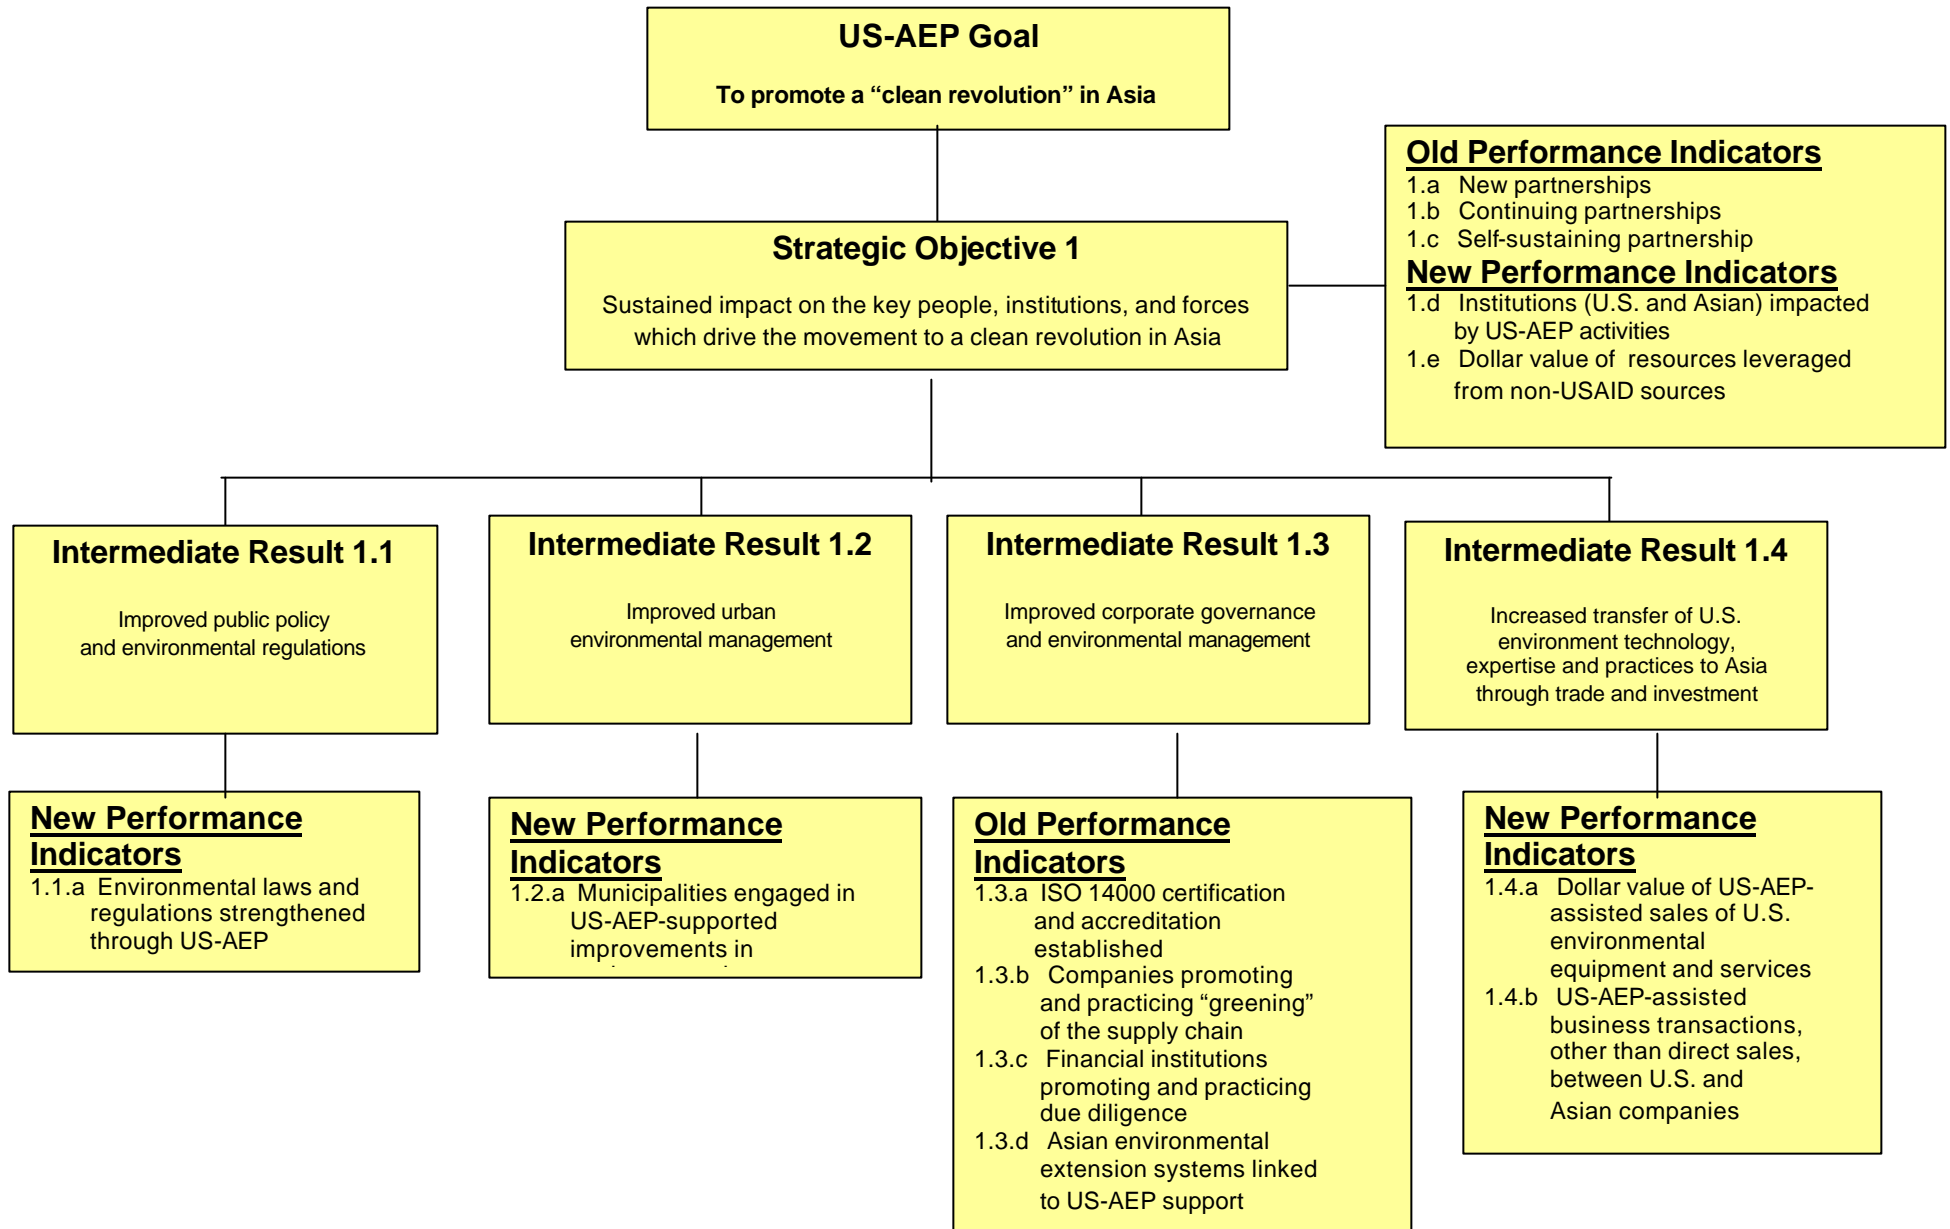 US-AEP Goal
To promote a “clean revolution” in Asia
Old Performance Indicators
1.a New partnerships
1.b Continuing partnerships
1.c Self-sustaining partnership
New Performance Indicators
1.d Institutions (U.S. and Asian) impacted
by US-AEP activities
1.e Dollar value of resources leveraged
from non-USAID sources
Strategic Objective 1
Sustained impact on the key people, institutions, and forces
which drive the movement to a clean revolution in Asia
Intermediate Result 1.1
Improved public policy
and environmental regulations
Intermediate Result 1.2
Improved urban
environmental management
Intermediate Result 1.3
Improved corporate governance
and environmental management
Intermediate Result 1.4
Increased transfer of U.S.
environment technology,
expertise and practices to Asia
through trade and investment
New Performance
Indicators
1.1.a Environmental laws and
regulations strengthened
through US-AEP
New Performance
Indicators
1.2.a Municipalities engaged in
US-AEP-supported
improvements in
Old Performance
Indicators
1.3.a ISO 14000 certification
and accreditation
established
1.3.b Companies promoting
and practicing “greening”
of the supply chain
1.3.c Financial institutions
promoting and practicing
due diligence
1.3.d Asian environmental
extension systems linked
to US-AEP support
New Performance
Indicators
1.4.a Dollar value of US-AEP-
assisted sales of U.S.
environmental
equipment and services
1.4.b US-AEP-assisted
business transactions,
other than direct sales,
between U.S. and
Asian companies